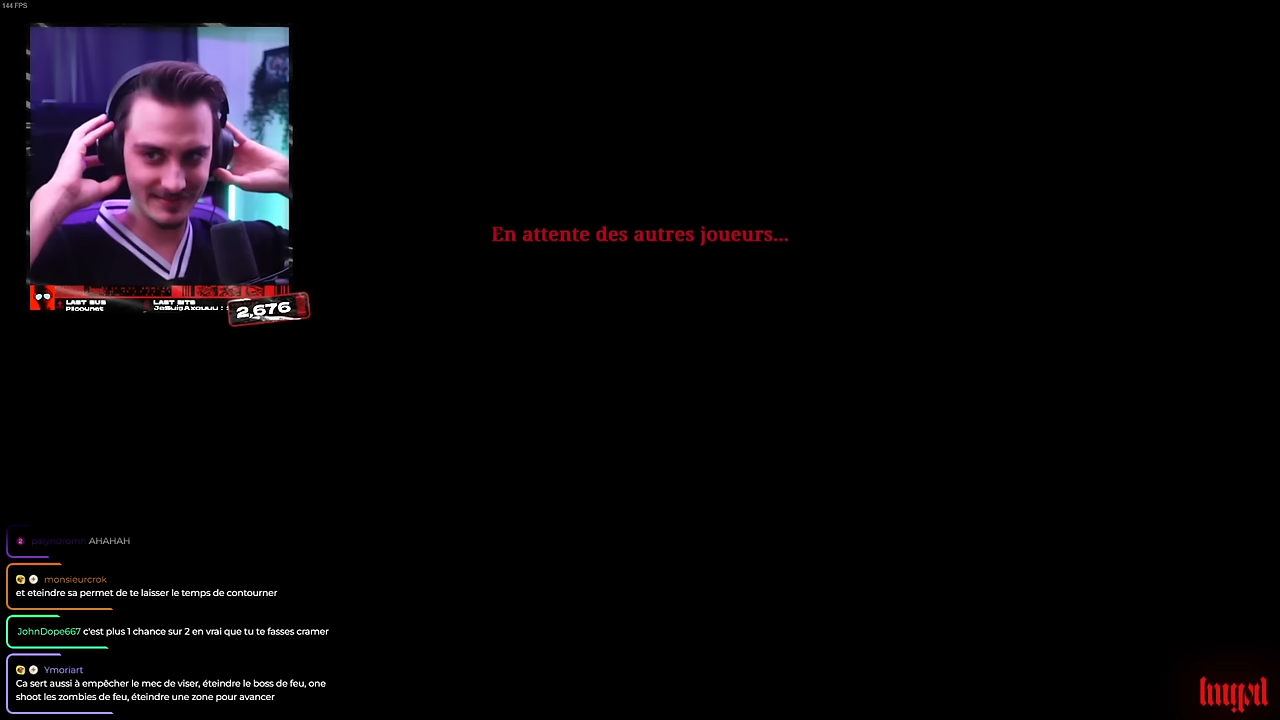 144 FPS
En attente des autres joueurs...
LAST SUB
LAST BITS
2,676
AHAHAH
monsieurcrok
et eteindre sa permet de te laisser le temps de contourner
JohnDope667 c'est plus 1 chance sur 2 en vrai que tu te fasses cramer
Ymoriart
Ca sert aussi à empêcher le mec de viser, éteindre le boss de feu, one
shoot les zombies de feu, éteindre une zone pour avancer